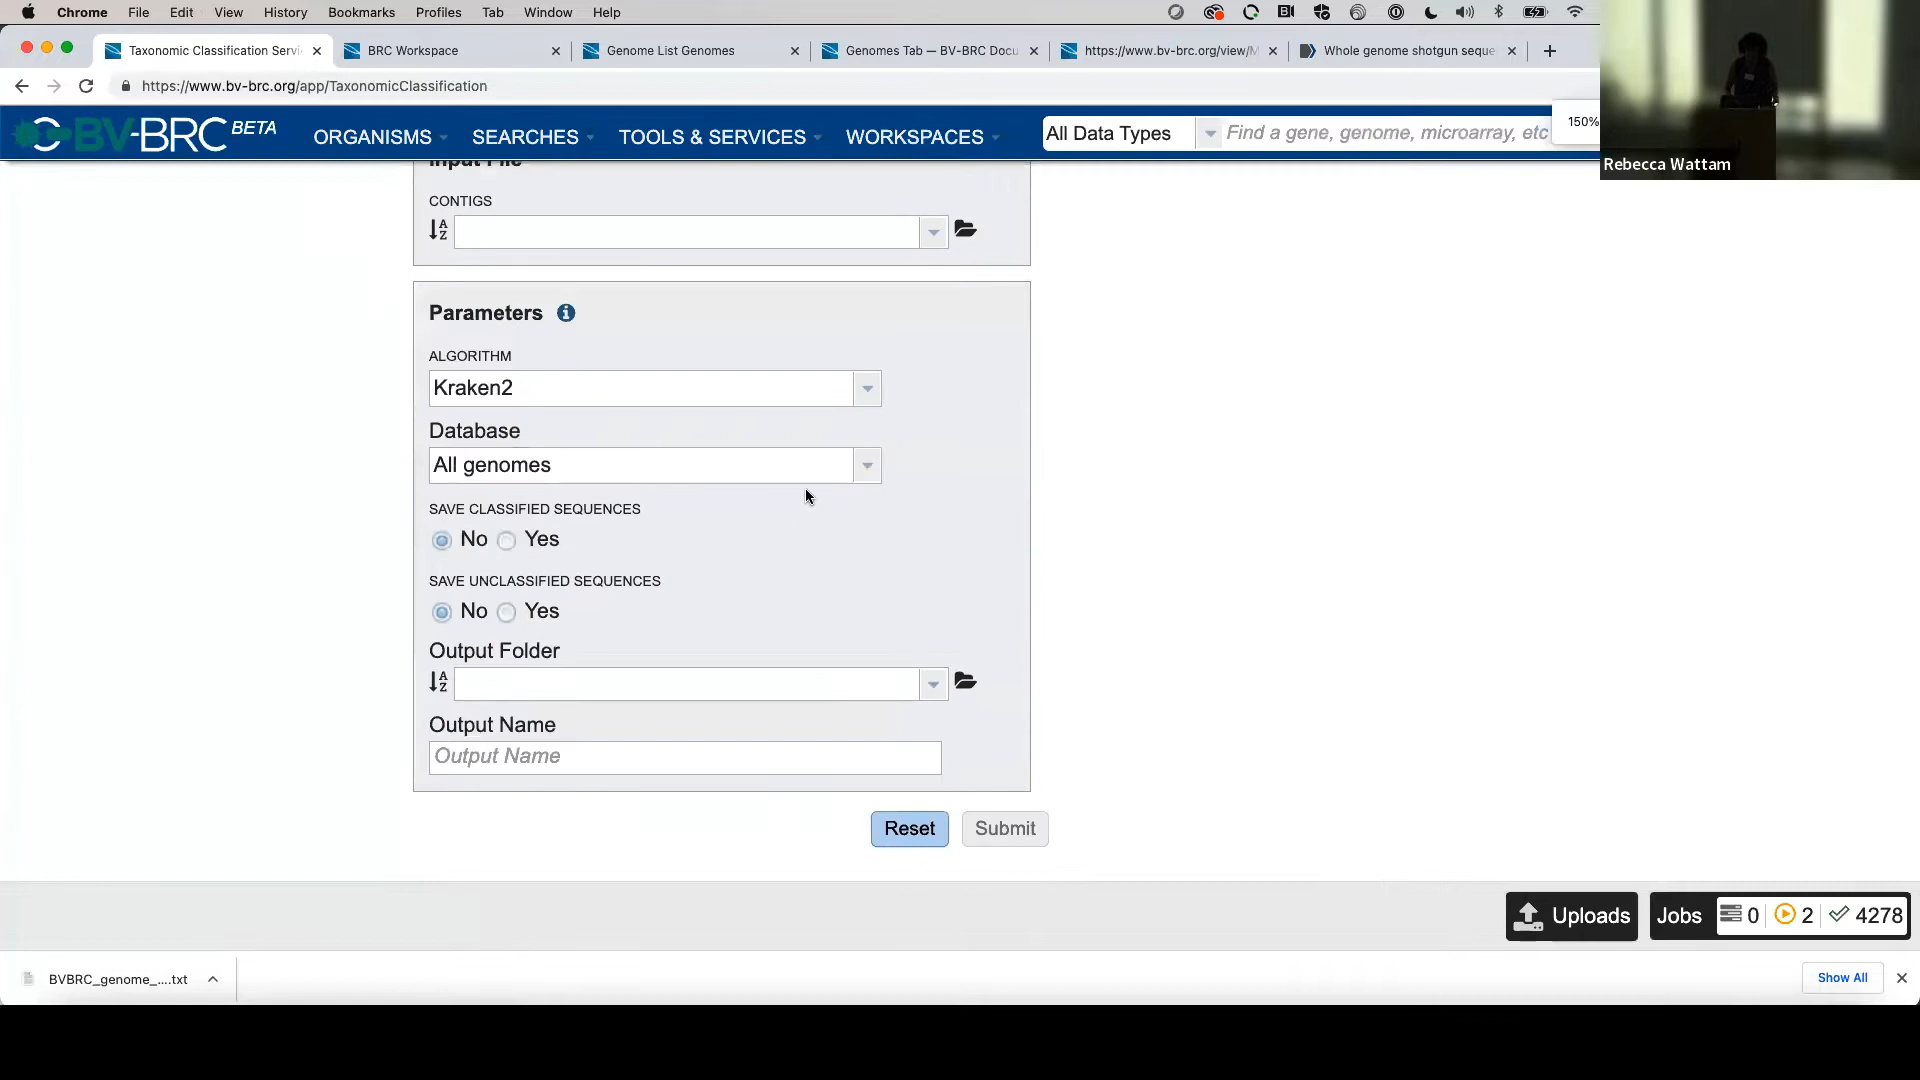 Chrome File Edit View History Bookmarks Profiles Tab Window Help
Taxonomic Classification Servi
BRC Workspace
Genome List Genomes
Genomes Tab — BV-BRC Docu
https://www.bv-brc.org/view/M
Whole genome shotgun seque
https://www.bv-brc.org/app/TaxonomicClassification
150%
BV-BRC BETA
ORGANISMS SEARCHES TOOLS & SERVICES WORKSPACES
All Data Types
Find a gene, genome, microarray, etc
Rebecca Wattam
Input File
CONTIGS
Parameters
ALGORITHM
Kraken2
Database
All genomes
SAVE CLASSIFIED SEQUENCES
No Yes
SAVE UNCLASSIFIED SEQUENCES
No Yes
Output Folder
Output Name
Output Name
Reset Submit
Uploads Jobs 0 2 4278
BVBRC_genome_....txt
Show All